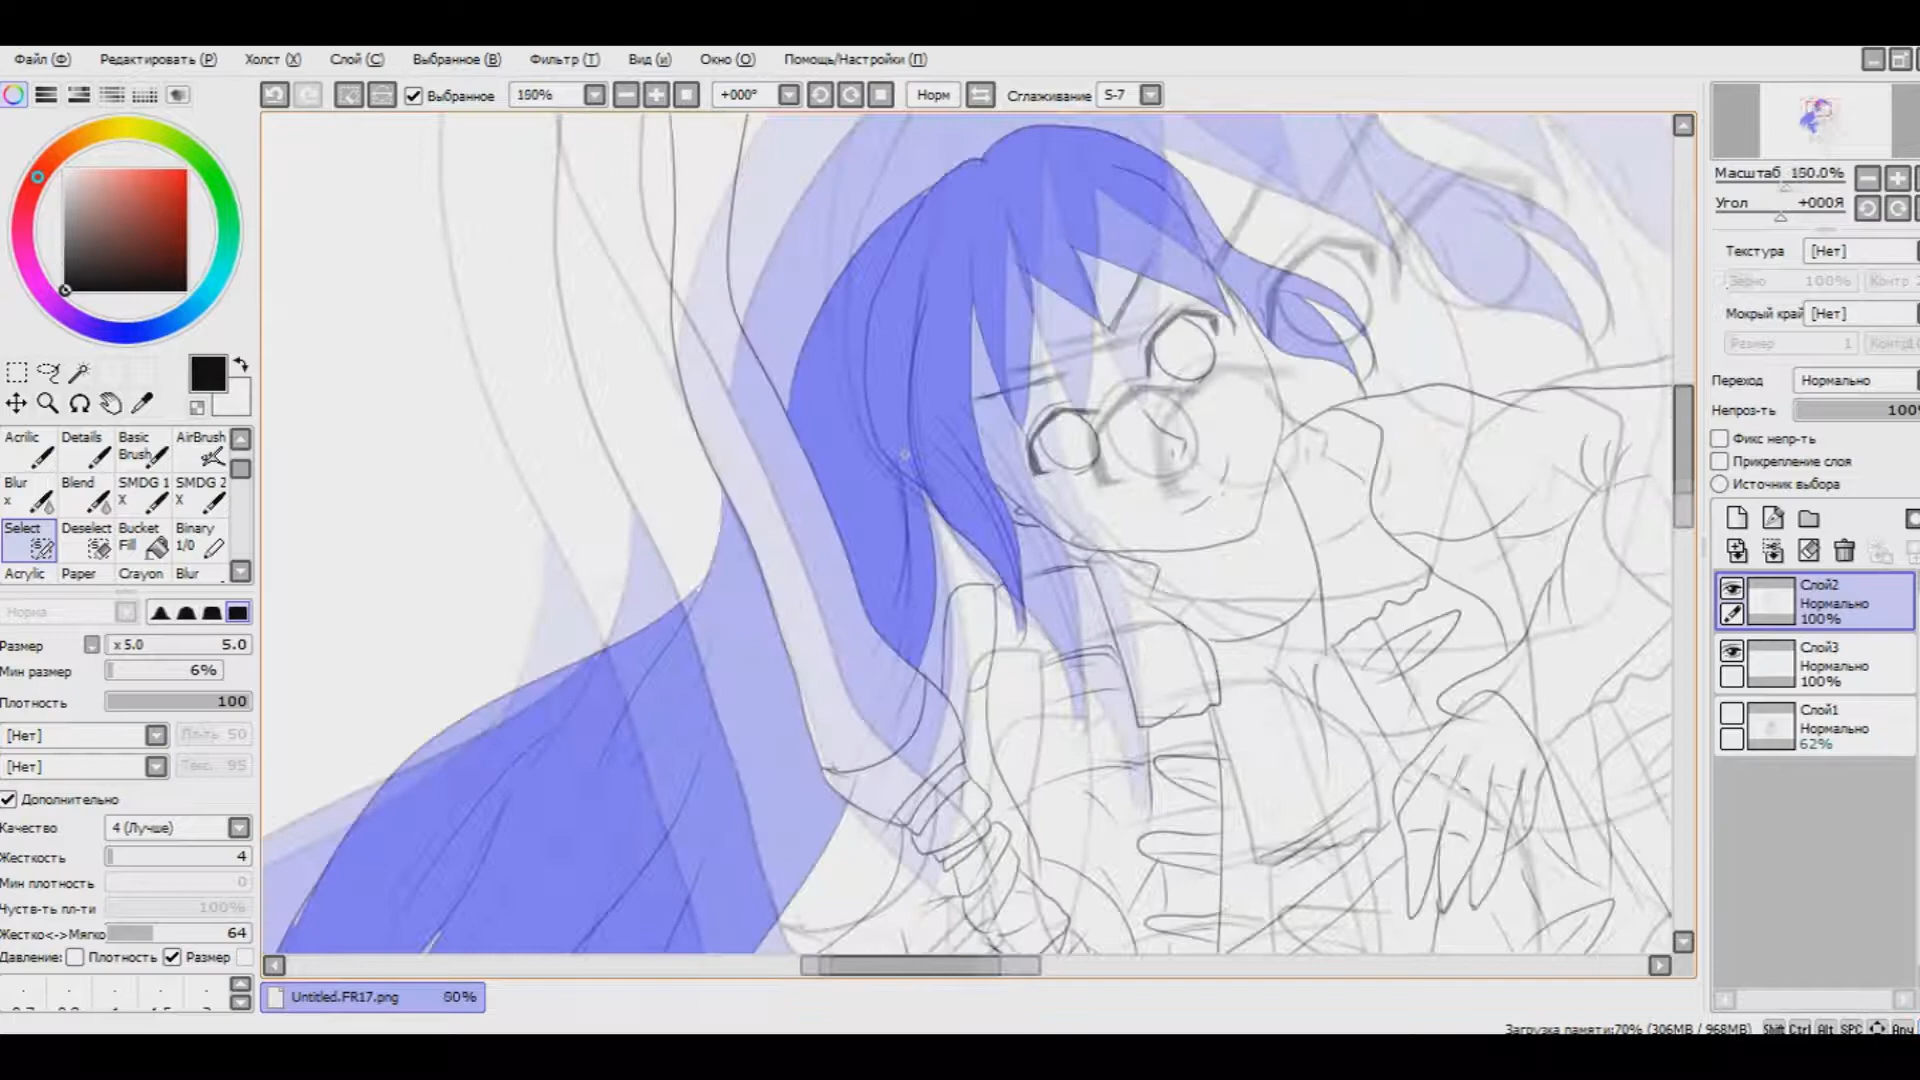 Файл (Ф) Редактировать (Р) Холст (Х) Слой (С) Выбранное (В) Фильтр (Т) Вид (и) Окно (О) Помощь/Настройки (П)
Выбранное 150% +000° Норм Сглаживание S-7
Масштаб 150.0%
Угол +000Я
Текстура [Нет]
Зерно 100% Контр
Мокрый край [Нет]
Размер 1
Переход Нормально
Непроз-ть 100%
Фикс непр-ть
Прикрепление слоя
Источник выбора
Слой2
Нормально
100%
Слой3
Нормально
100%
Слой1
Нормально
62%
Acrilic Details Basic Brush AirBrush
Blur Blend SMDG 1 SMDG 2
x X X
Select Deselect Bucket Fill Binary 1/0
Acrylic Paper Crayon Blur
Норма
Размер x 5.0 5.0
Мин размер 6%
Плотность 100
[Нет] Пл-ть 50
[Нет] Текс. 95
Дополнительно
Качество 4 (Лучше)
Жесткость 4
Мин плотность 0
Чуств-ть пл-ти 100%
Жестко<->Мягко 64
Давление: Плотность Размер
Untitled.FR17.png 60%
Загрузка памяти:70% (306MB / 968MB) Shift Ctrl Alt SPC Any